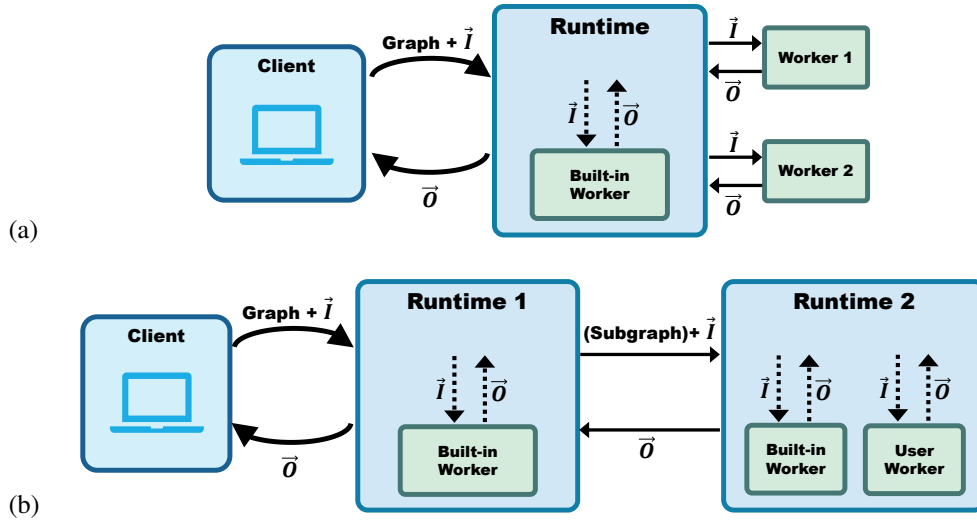 Client
Graph + I⃗
O⃗
Runtime
I⃗
O⃗
Built-in
Worker
I⃗
O⃗
Worker 1
I⃗
O⃗
Worker 2
(a)
Client
Graph + I⃗
O⃗
Runtime 1
I⃗
O⃗
Built-in
Worker
(Subgraph)+ I⃗
O⃗
Runtime 2
I⃗
O⃗
Built-in
Worker
I⃗
O⃗
User
Worker
(b)